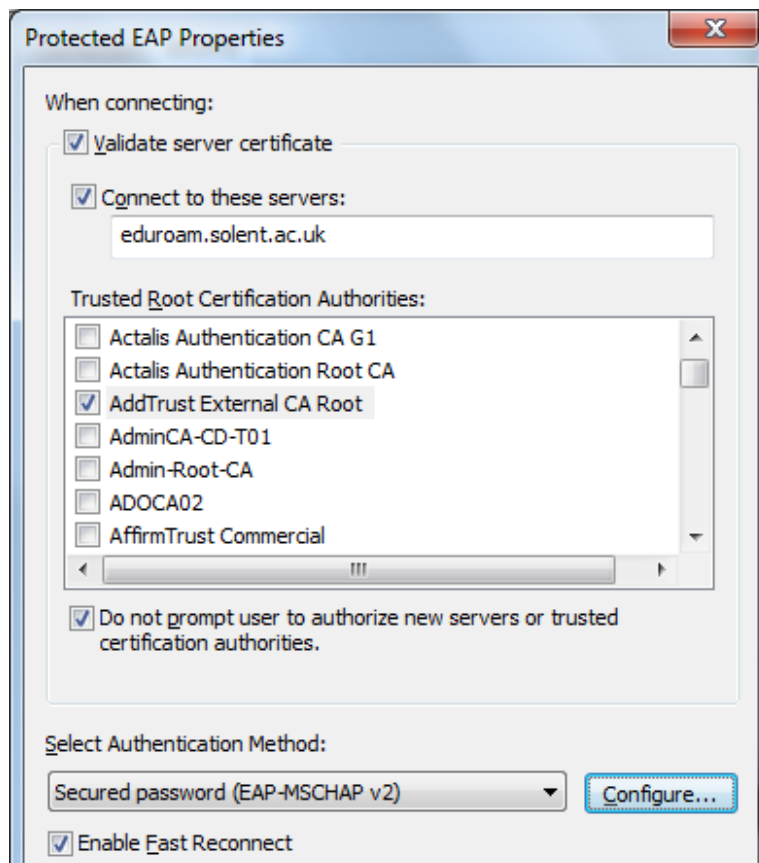 Protected EAP Properties
When connecting:
Validate server certificate
Connect to these servers:
eduroam.solent.ac.uk
Trusted Root Certification Authorities:
Actalis Authentication CA G1
Actalis Authentication Root CA
AddTrust External CA Root
AdminCA-CD-T01
Admin-Root-CA
ADOCA02
AffirmTrust Commercial
Do not prompt user to authorize new servers or trusted
certification authorities.
Select Authentication Method:
Secured password (EAP-MSCHAP v2)
Configure...
Enable Fast Reconnect